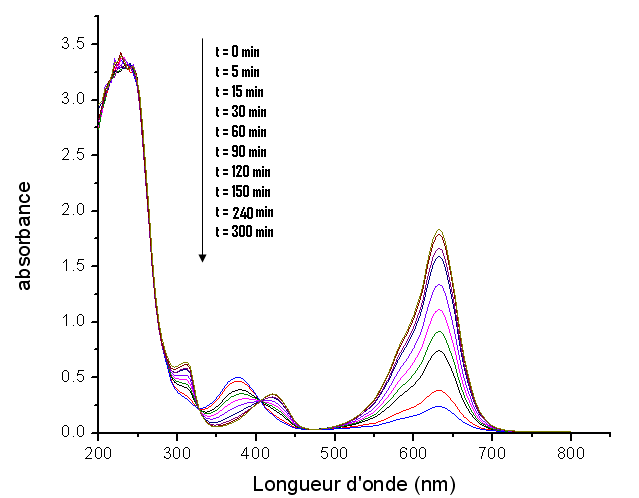 3.5
3.0
2.5
2.0
1.5
1.0
0.5
0.0
absorbance
t = 0 min
t = 5 min
t = 15 min
t = 30 min
t = 60 min
t = 90 min
t = 120 min
t = 150 min
t = 240 min
t = 300 min
200 300 400 500 600 700 800
Longueur d'onde (nm)